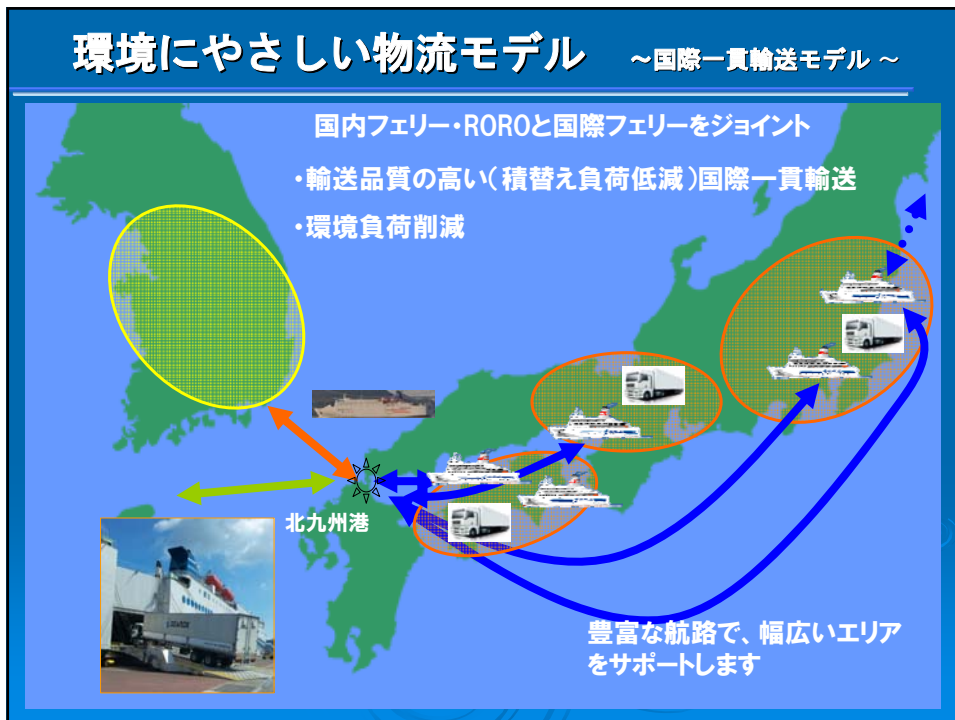 環境にやさしい物流モデル ～国際一貫輸送モデル～
国内フェリー・ROROと国際フェリーをジョイント
・輸送品質の高い(積替え負荷低減)国際一貫輸送
・環境負荷削減
北九州港
豊富な航路で、幅広いエリア
をサポートします